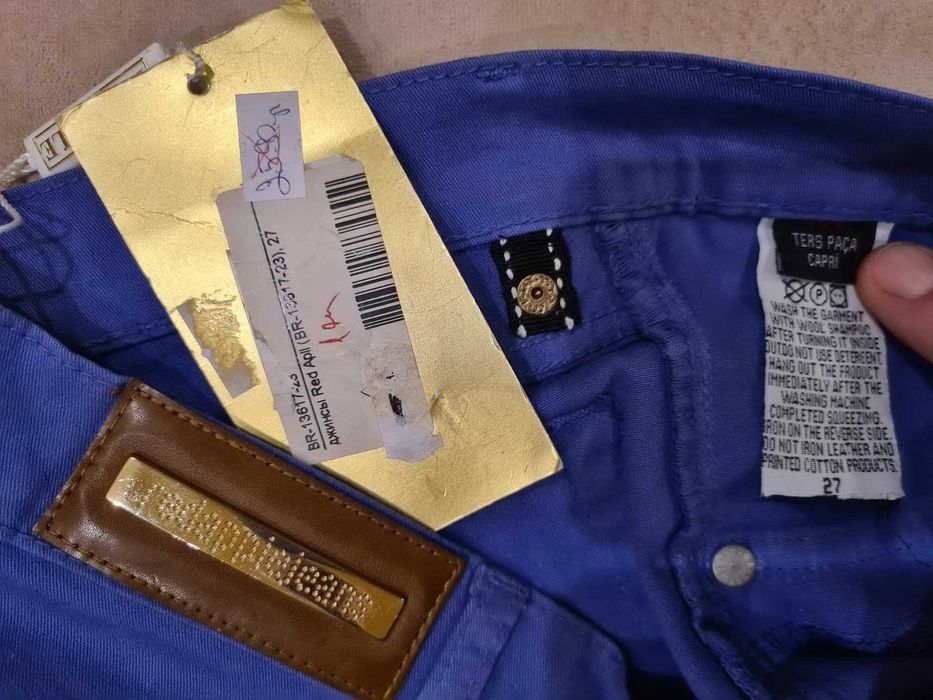 2590 р
BR-13617-23
джинсы Red Apli (BR-13617-23), 27
TERS PAÇA
CAPRİ
WASH THE GARMENT
WITH WOOL SHAMPOO
AFTER TURNING IT INSIDE
OUT.DO NOT USE DETERGENT.
HANG OUT THE PRODUCT
IMMEDIATELY AFTER THE
WASHING MACHINE
COMPLETED SQUEEZING.
IRON ON THE REVERSE SIDE.
DO NOT IRON LEATHER AND
PRINTED COTTON PRODUCTS.
27